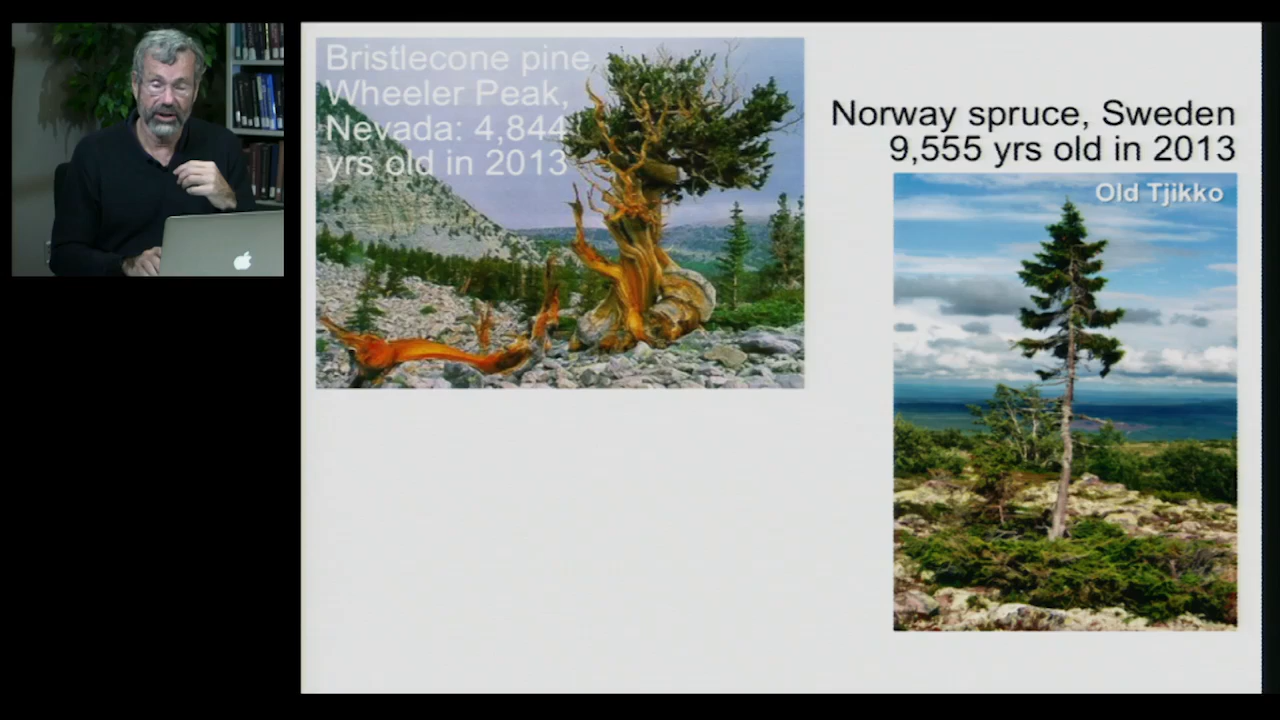 Bristlecone pine
Wheeler Peak,
Nevada: 4,844
yrs old in 2013
Norway spruce, Sweden
9,555 yrs old in 2013
Old Tjikko